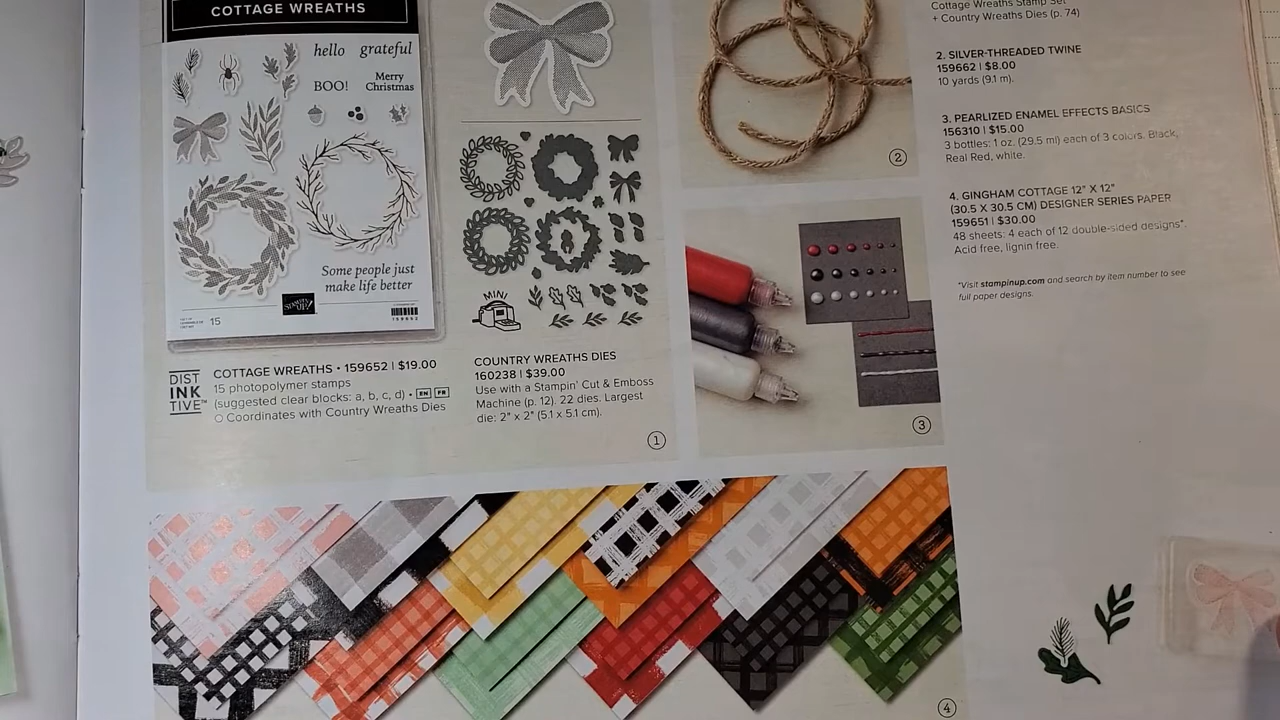 COTTAGE WREATHS
hello grateful
BOO! Merry
Christmas
Some people just
make life better
STAMPIN' UP!
15
159652
DIST
INK
TIVE™
COTTAGE WREATHS • 159652 | $19.00
15 photopolymer stamps
(suggested clear blocks: a, b, c, d) • EN FR
O Coordinates with Country Wreaths Dies
MINI
COUNTRY WREATHS DIES
160238 | $39.00
Use with a Stampin' Cut & Emboss
Machine (p. 12). 22 dies. Largest
die: 2" x 2" (5.1 x 5.1 cm).
1
2
3
4
Cottage Wreaths Stamp Set
+ Country Wreaths Dies (p. 74)
2. SILVER-THREADED TWINE
159662 | $8.00
10 yards (9.1 m).
3. PEARLIZED ENAMEL EFFECTS BASICS
156310 | $15.00
3 bottles: 1 oz. (29.5 ml) each of 3 colors. Black,
Real Red, white.
4. GINGHAM COTTAGE 12" X 12"
(30.5 X 30.5 CM) DESIGNER SERIES PAPER
159651 | $30.00
48 sheets: 4 each of 12 double-sided designs*.
Acid free, lignin free.
*Visit stampinup.com and search by item number to see
full paper designs.